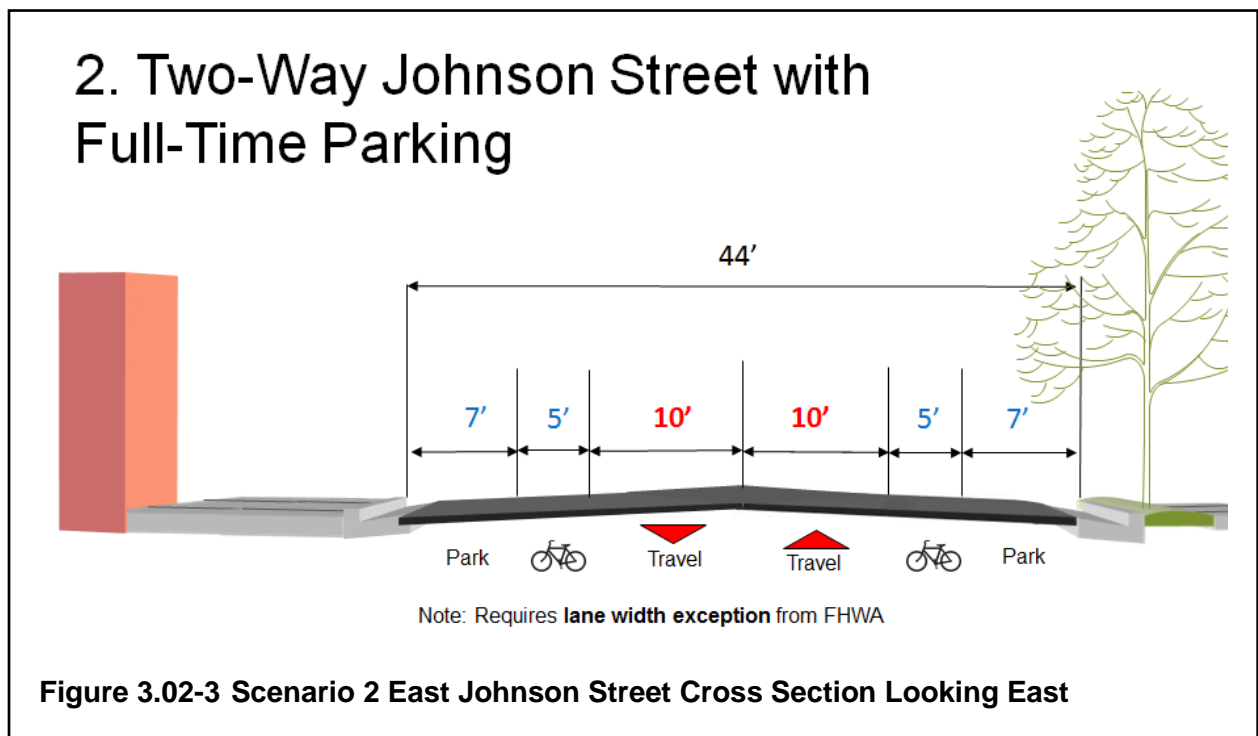 2. Two-Way Johnson Street with
Full-Time Parking
44’
7’ 5’ 10’ 10’ 5’ 7’
Park Travel Travel Park
Note: Requires lane width exception from FHWA
Figure 3.02-3 Scenario 2 East Johnson Street Cross Section Looking East